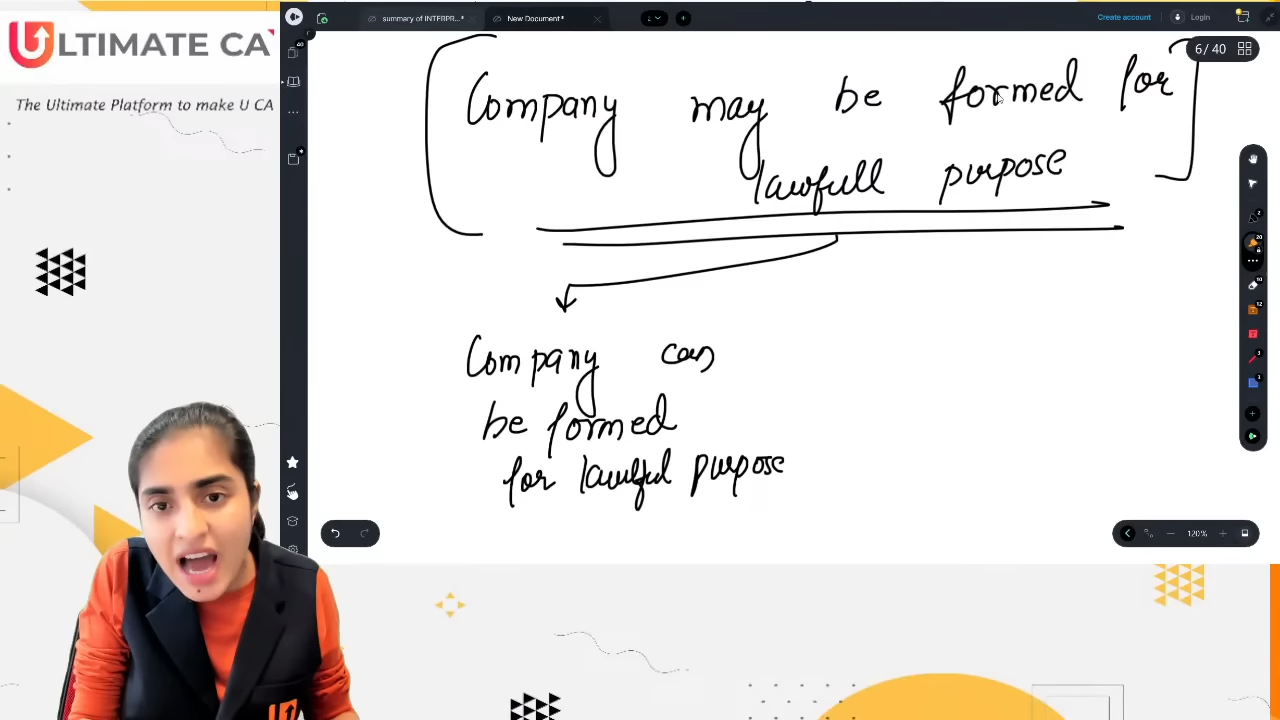 ULTIMATE CA
The Ultimate Platform to make U CA
summary of INTERPR...*
New Document*
Create account
Login
6 / 40
Company may be formed for
lawfull purpose
Company can
be formed
for lawful purpose
120%